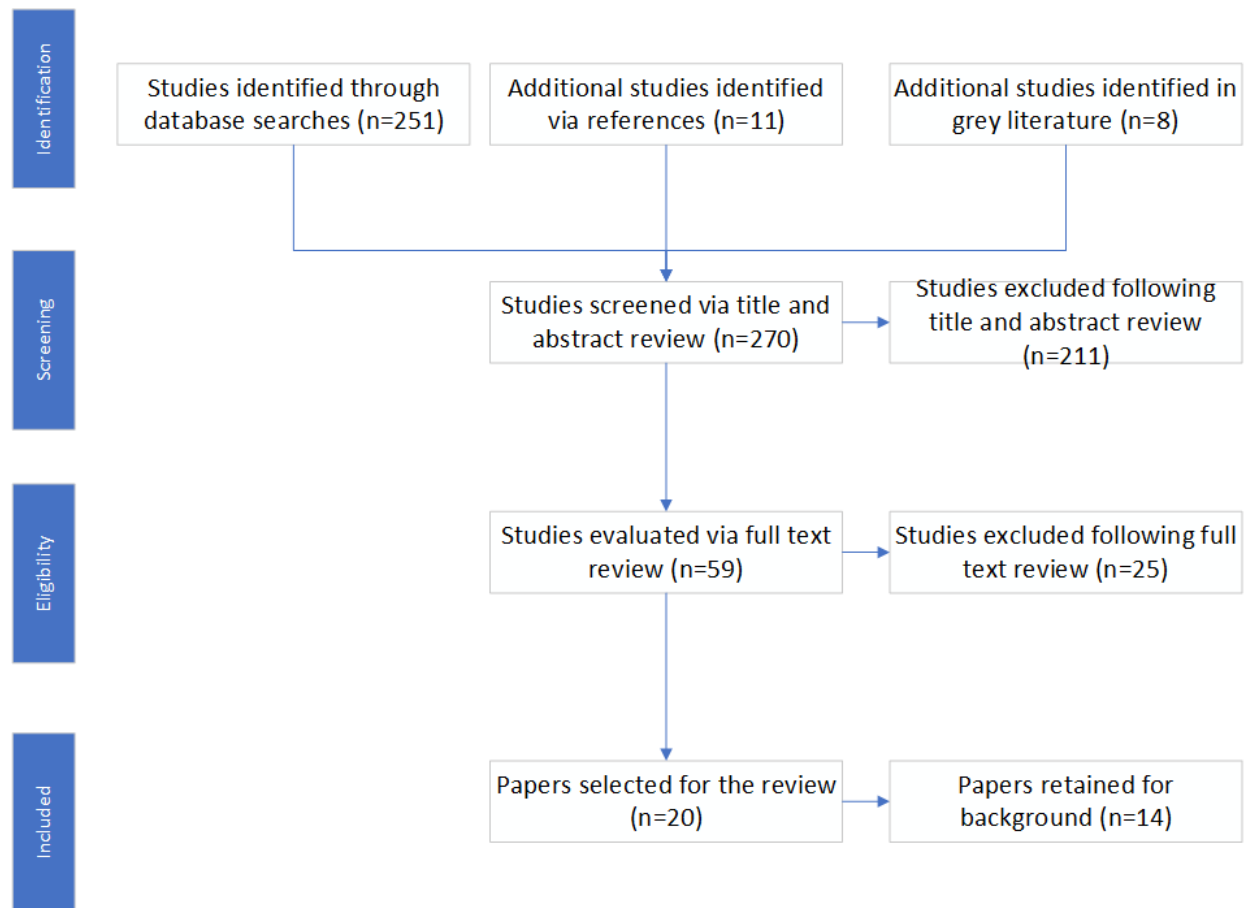 Identification
Studies identified through
database searches (n=251)
Additional studies identified
via references (n=11)
Additional studies identified in
grey literature (n=8)
Screening
Studies screened via title and
abstract review (n=270)
Studies excluded following
title and abstract review
(n=211)
Eligibility
Studies evaluated via full text
review (n=59)
Studies excluded following full
text review (n=25)
Included
Papers selected for the review
(n=20)
Papers retained for
background (n=14)